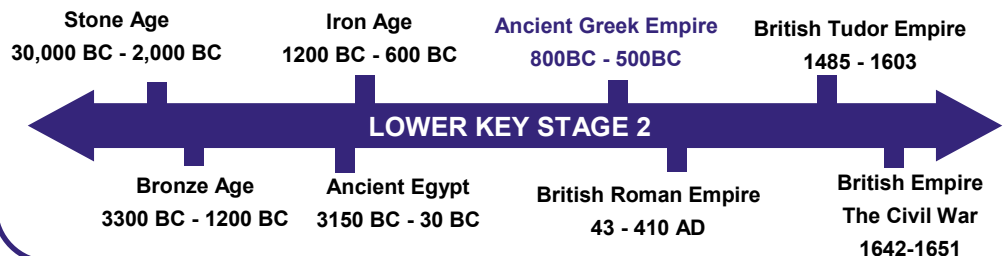 Stone Age
30,000 BC - 2,000 BC
Iron Age
1200 BC - 600 BC
Ancient Greek Empire
800BC - 500BC
British Tudor Empire
1485 - 1603
LOWER KEY STAGE 2
Bronze Age
3300 BC - 1200 BC
Ancient Egypt
3150 BC - 30 BC
British Roman Empire
43 - 410 AD
British Empire
The Civil War
1642-1651